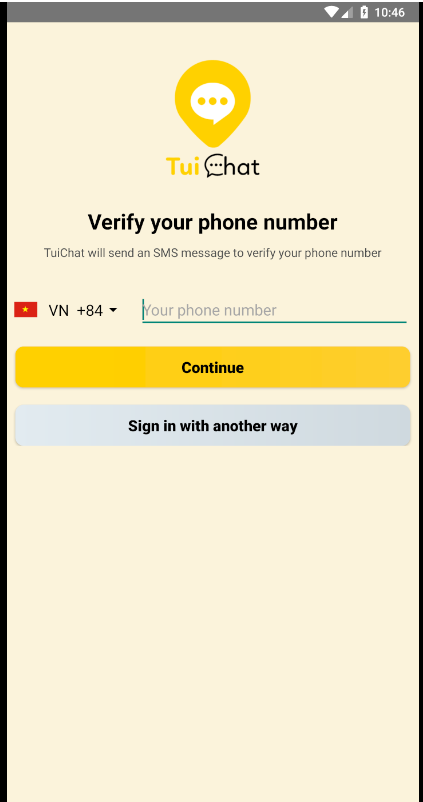 10:46
Tui Chat
Verify your phone number
TuiChat will send an SMS message to verify your phone number
VN +84 Your phone number
Continue
Sign in with another way